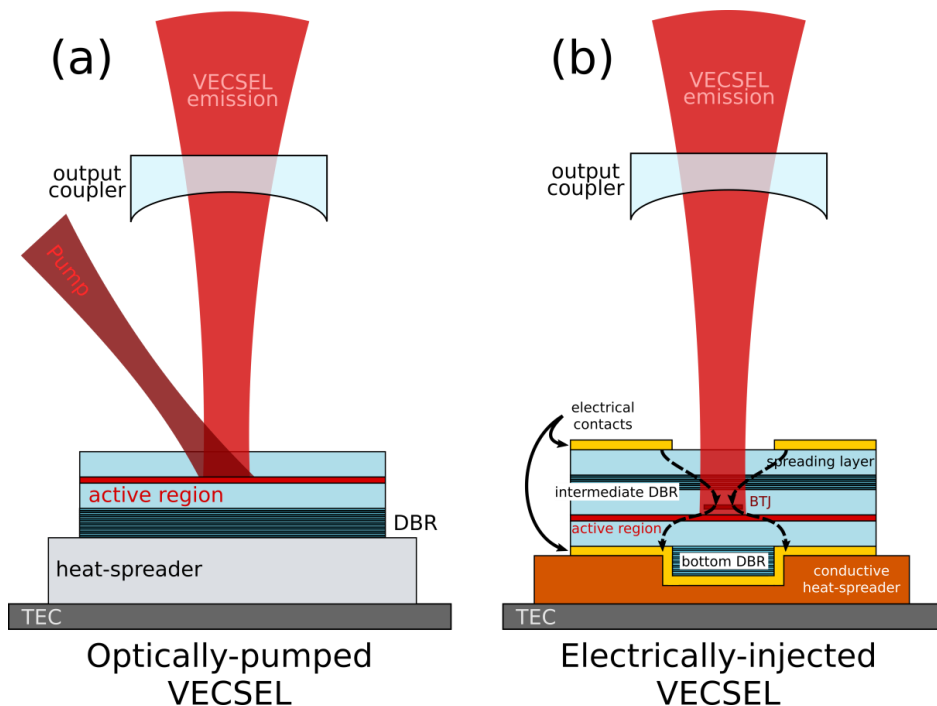 (a)
VECSEL
emission
output
coupler
Pump
active region
DBR
heat-spreader
TEC
Optically-pumped
VECSEL
(b)
VECSEL
emission
output
coupler
electrical
contacts
spreading layer
intermediate DBR
BTJ
active region
bottom DBR
conductive
heat-spreader
TEC
Electrically-injected
VECSEL